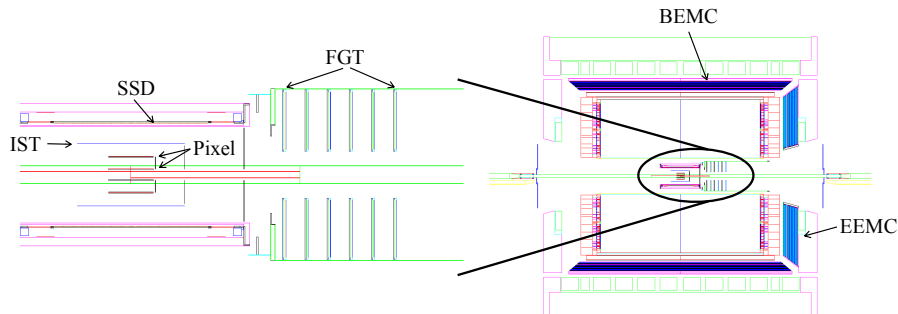 BEMC
FGT
SSD
IST
Pixel
EEMC